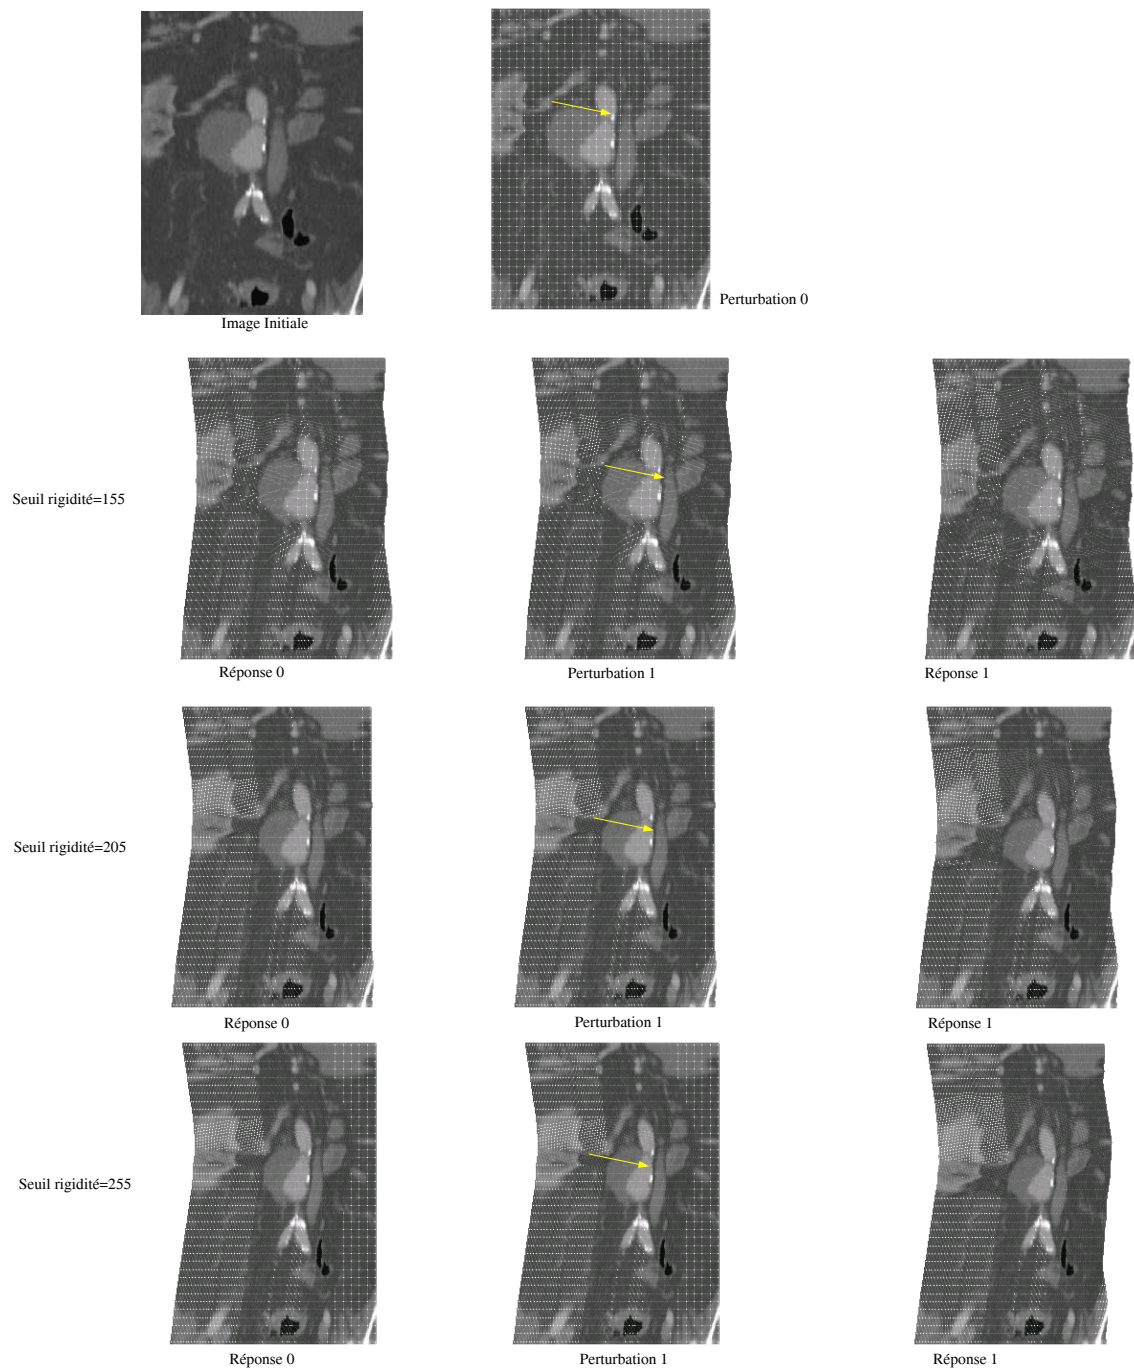 Perturbation 0
Image Initiale
Seuil rigidité=155
Réponse 0
Perturbation 1
Réponse 1
Seuil rigidité=205
Réponse 0
Perturbation 1
Réponse 1
Seuil rigidité=255
Réponse 0
Perturbation 1
Réponse 1